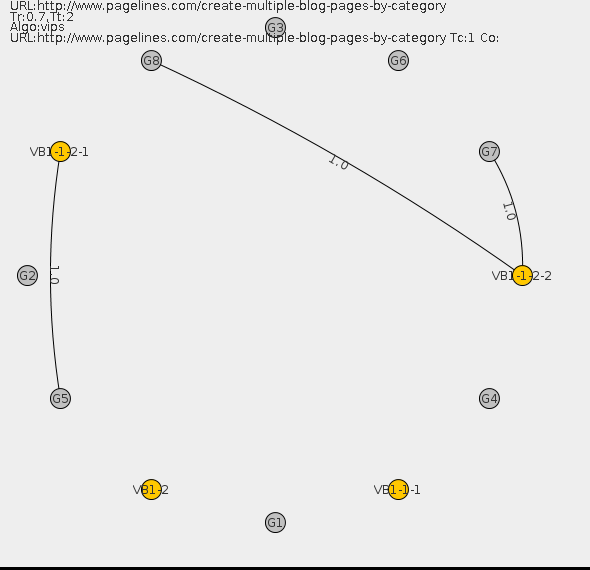 URL:http://www.pagelines.com/create-multiple-blog-pages-by-category
Tr:0.7,Tt:2
Algo:vips
URL:http://www.pagelines.com/create-multiple-blog-pages-by-category Tc:1 Co:
G3
G8
G6
VB1-1-2-1
G7
1.0
1.0
G2
1.0
VB1-1-2-2
G5
G4
VB1-2
VB1-1-1
G1